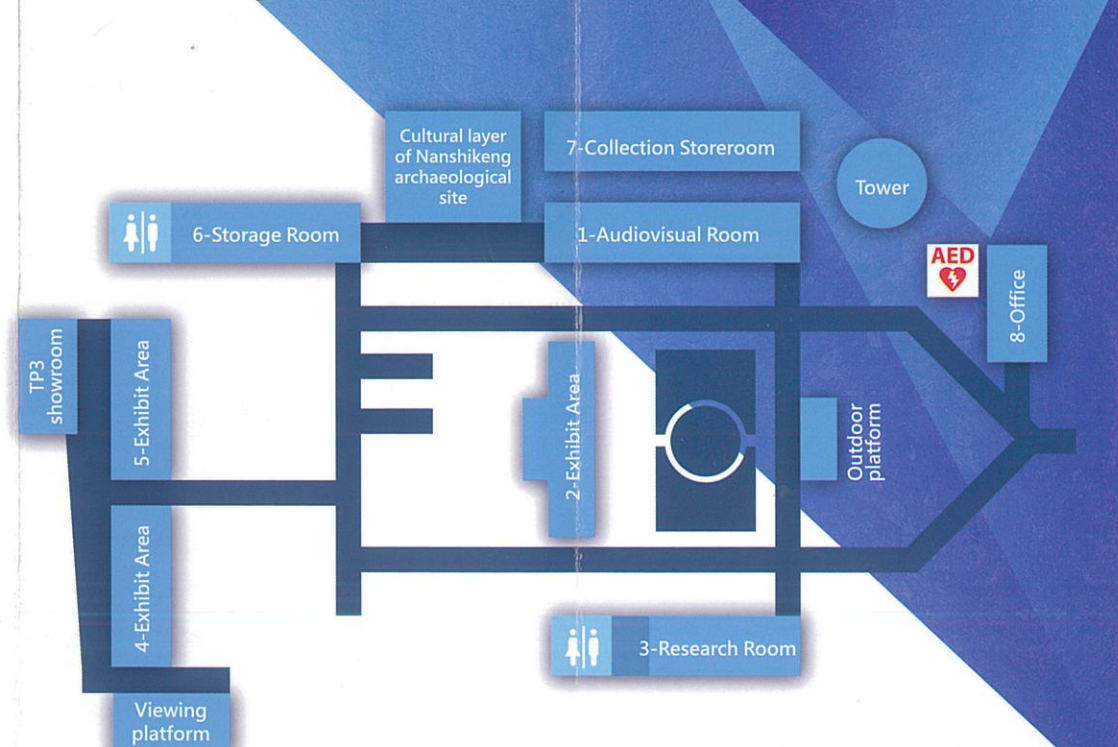 Cultural layer
of Nanshikeng
archaeological
site
7-Collection Storeroom
Tower
6-Storage Room
1-Audiovisual Room
AED
8-Office
TP3
showroom
5-Exhibit Area
2-Exhibit Area
Outdoor
platform
4-Exhibit Area
3-Research Room
Viewing
platform